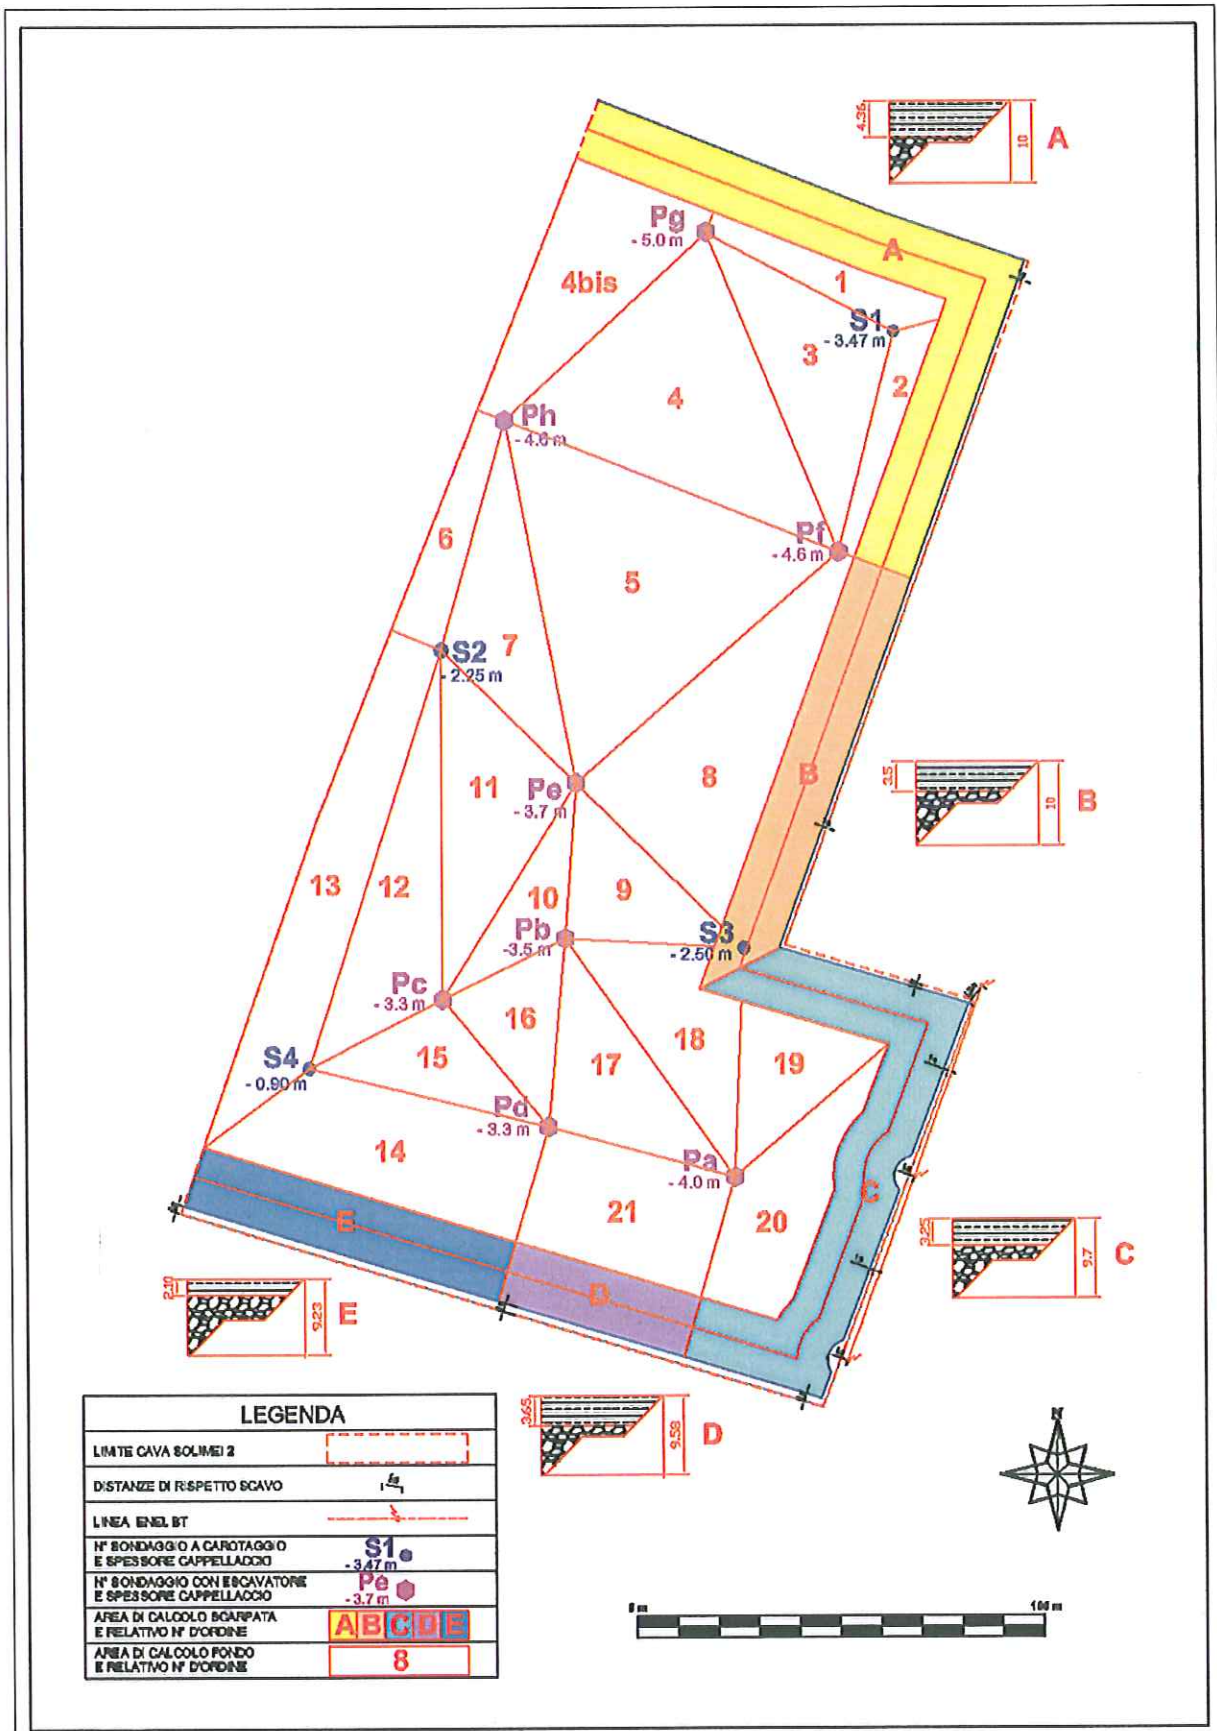 4.35
10
A
Pg
- 5.0 m
A
4bis
1
S1
- 3.47 m
3
2
4
Ph
- 4.6 m
Pf
- 4.6 m
6
5
7
S2
- 2.25 m
3.5
10
B
B
8
11
Pe
- 3.7 m
13
12
10
9
Pb
-3.5 m
S3
- 2.50 m
Pc
- 3.3 m
16
18
19
15
17
S4
- 0.90 m
Pd
- 3.3 m
14
Pa
- 4.0 m
C
21
20
E
3.25
9.7
C
D
2.10
9.23
E
3.65
9.58
D
LEGENDA
LIMITE CAVA SOLIMEI 2
DISTANZE DI RISPETTO SCAVO
LINEA ENEL BT
N° SONDAGGIO A CAROTAGGIO
E SPESSORE CAPPELLACCIO
S1
- 3.47 m
N° SONDAGGIO CON ESCAVATORE
E SPESSORE CAPPELLACCIO
Pe
- 3.7 m
AREA DI CALCOLO SCARPATA
E RELATIVO N° D'ORDINE
A B C D E
AREA DI CALCOLO FONDO
E RELATIVO N° D'ORDINE
8
N
0 m
100 m